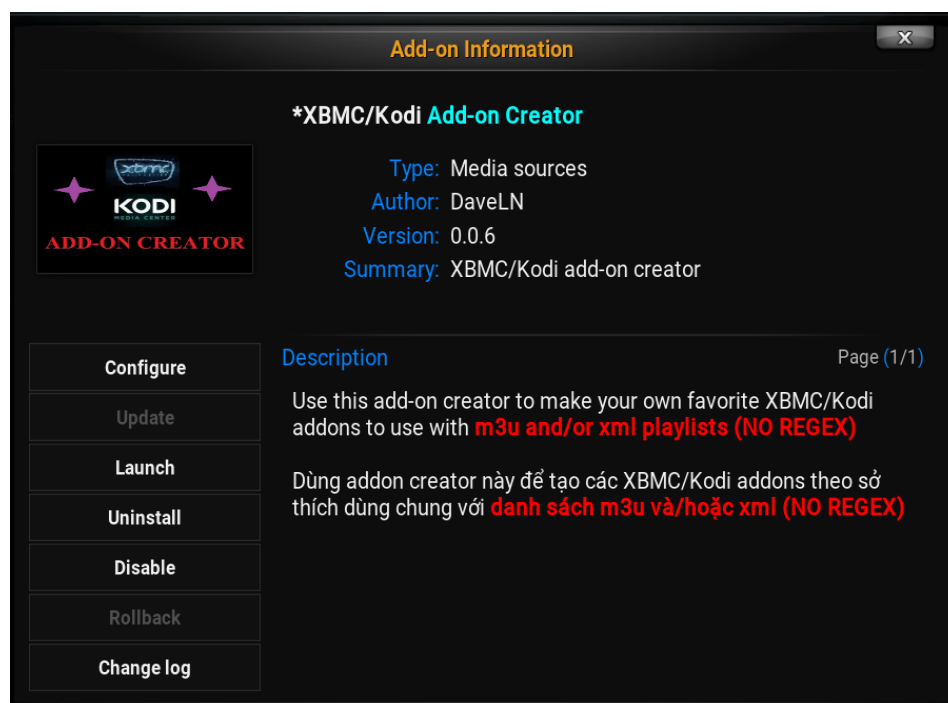 Add-on Information
x
*XBMC/Kodi Add-on Creator
xbmc
KODI
MEDIA CENTER
ADD-ON CREATOR
Type: Media sources
Author: DaveLN
Version: 0.0.6
Summary: XBMC/Kodi add-on creator
Configure
Update
Launch
Uninstall
Disable
Rollback
Change log
Description
Page (1/1)
Use this add-on creator to make your own favorite XBMC/Kodi
addons to use with m3u and/or xml playlists (NO REGEX)
Dùng addon creator này để tạo các XBMC/Kodi addons theo sở
thích dùng chung với danh sách m3u và/hoặc xml (NO REGEX)